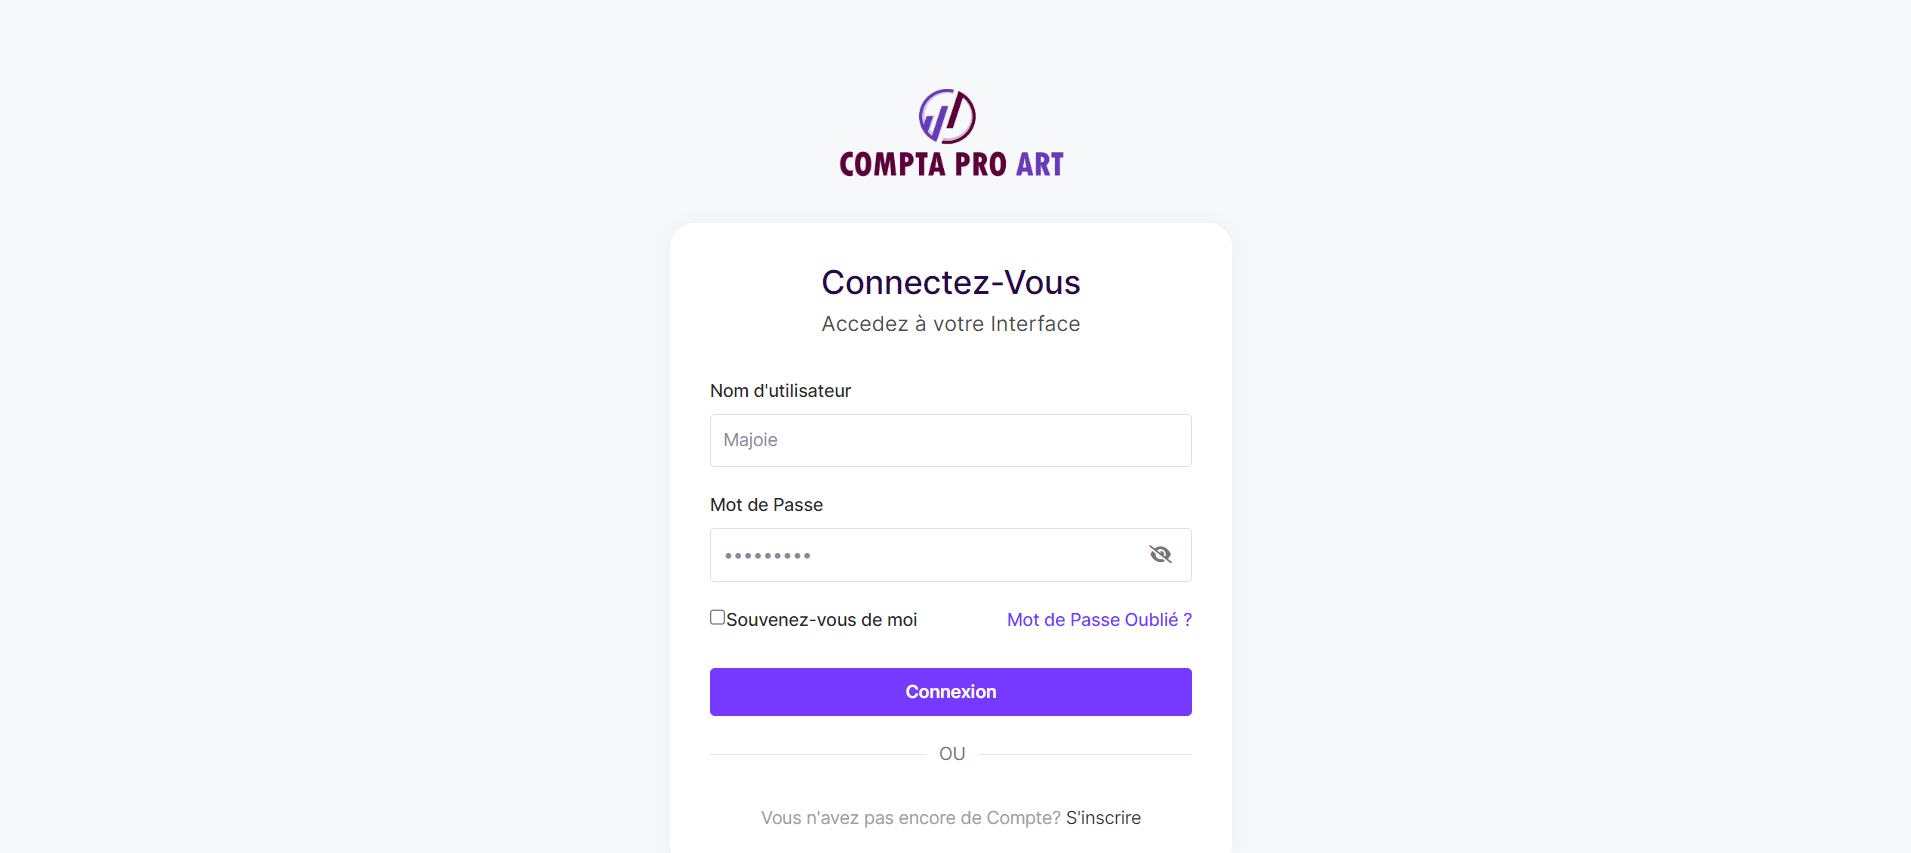 COMPTA PRO ART
Connectez-Vous
Accedez à votre Interface
Nom d'utilisateur
Majoie
Mot de Passe
•••••••••
Souvenez-vous de moi
Mot de Passe Oublié ?
Connexion
OU
Vous n'avez pas encore de Compte? S'inscrire